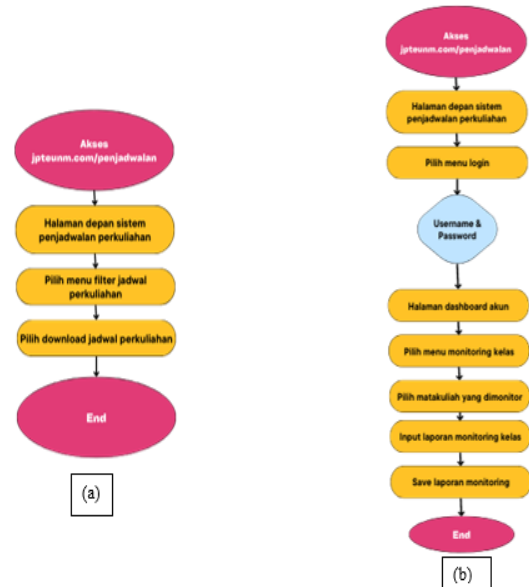 Akses
jpteunm.com/penjadwalan
Halaman depan sistem
penjadwalan perkuliahan
Pilih menu filter jadwal
perkuliahan
Pilih download jadwal perkuliahan
End
(a)
Akses
jpteunm.com/penjadwalan
Halaman depan sistem
penjadwalan perkuliahan
Pilih menu login
Username &
Password
Halaman dashboard akun
Pilih menu monitoring kelas
Pilih matakuliah yang dimonitor
Input laporan monitoring kelas
Save laporan monitoring
End
(b)